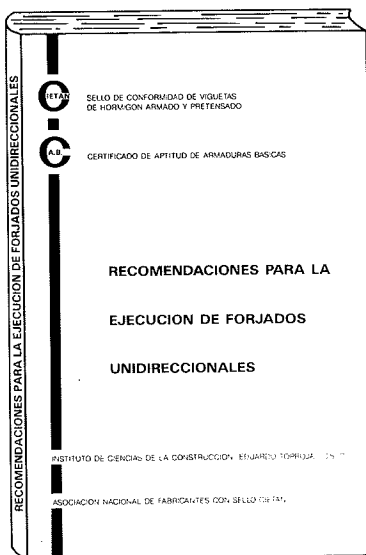 RECOMENDACIONES PARA LA EJECUCION DE FORJADOS UNIDIRECCIONALES
CIETAN
SELLO DE CONFORMIDAD DE VIGUETAS
DE HORMIGON ARMADO Y PRETENSADO
A.B.
CERTIFICADO DE APTITUD DE ARMADURAS BASICAS
RECOMENDACIONES PARA LA
EJECUCION DE FORJADOS
UNIDIRECCIONALES
INSTITUTO DE CIENCIAS DE LA CONSTRUCCION EDUARDO TORROJA
ASOCIACION NACIONAL DE FABRICANTES CON SELLO CIETAN